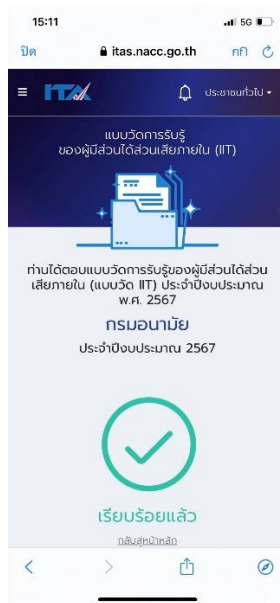 15:11
5G
ปิด
itas.nacc.go.th
กก
ITA
ประชาชนทั่วไป
แบบวัดการรับรู้
ของผู้มีส่วนได้ส่วนเสียภายใน (IIT)
ท่านได้ตอบแบบวัดการรับรู้ของผู้มีส่วนได้ส่วน
เสียภายใน (แบบวัด IIT) ประจำปีงบประมาณ
พ.ศ. 2567
กรมอนามัย
ประจำปีงบประมาณ 2567
เรียบร้อยแล้ว
กลับสู่หน้าหลัก